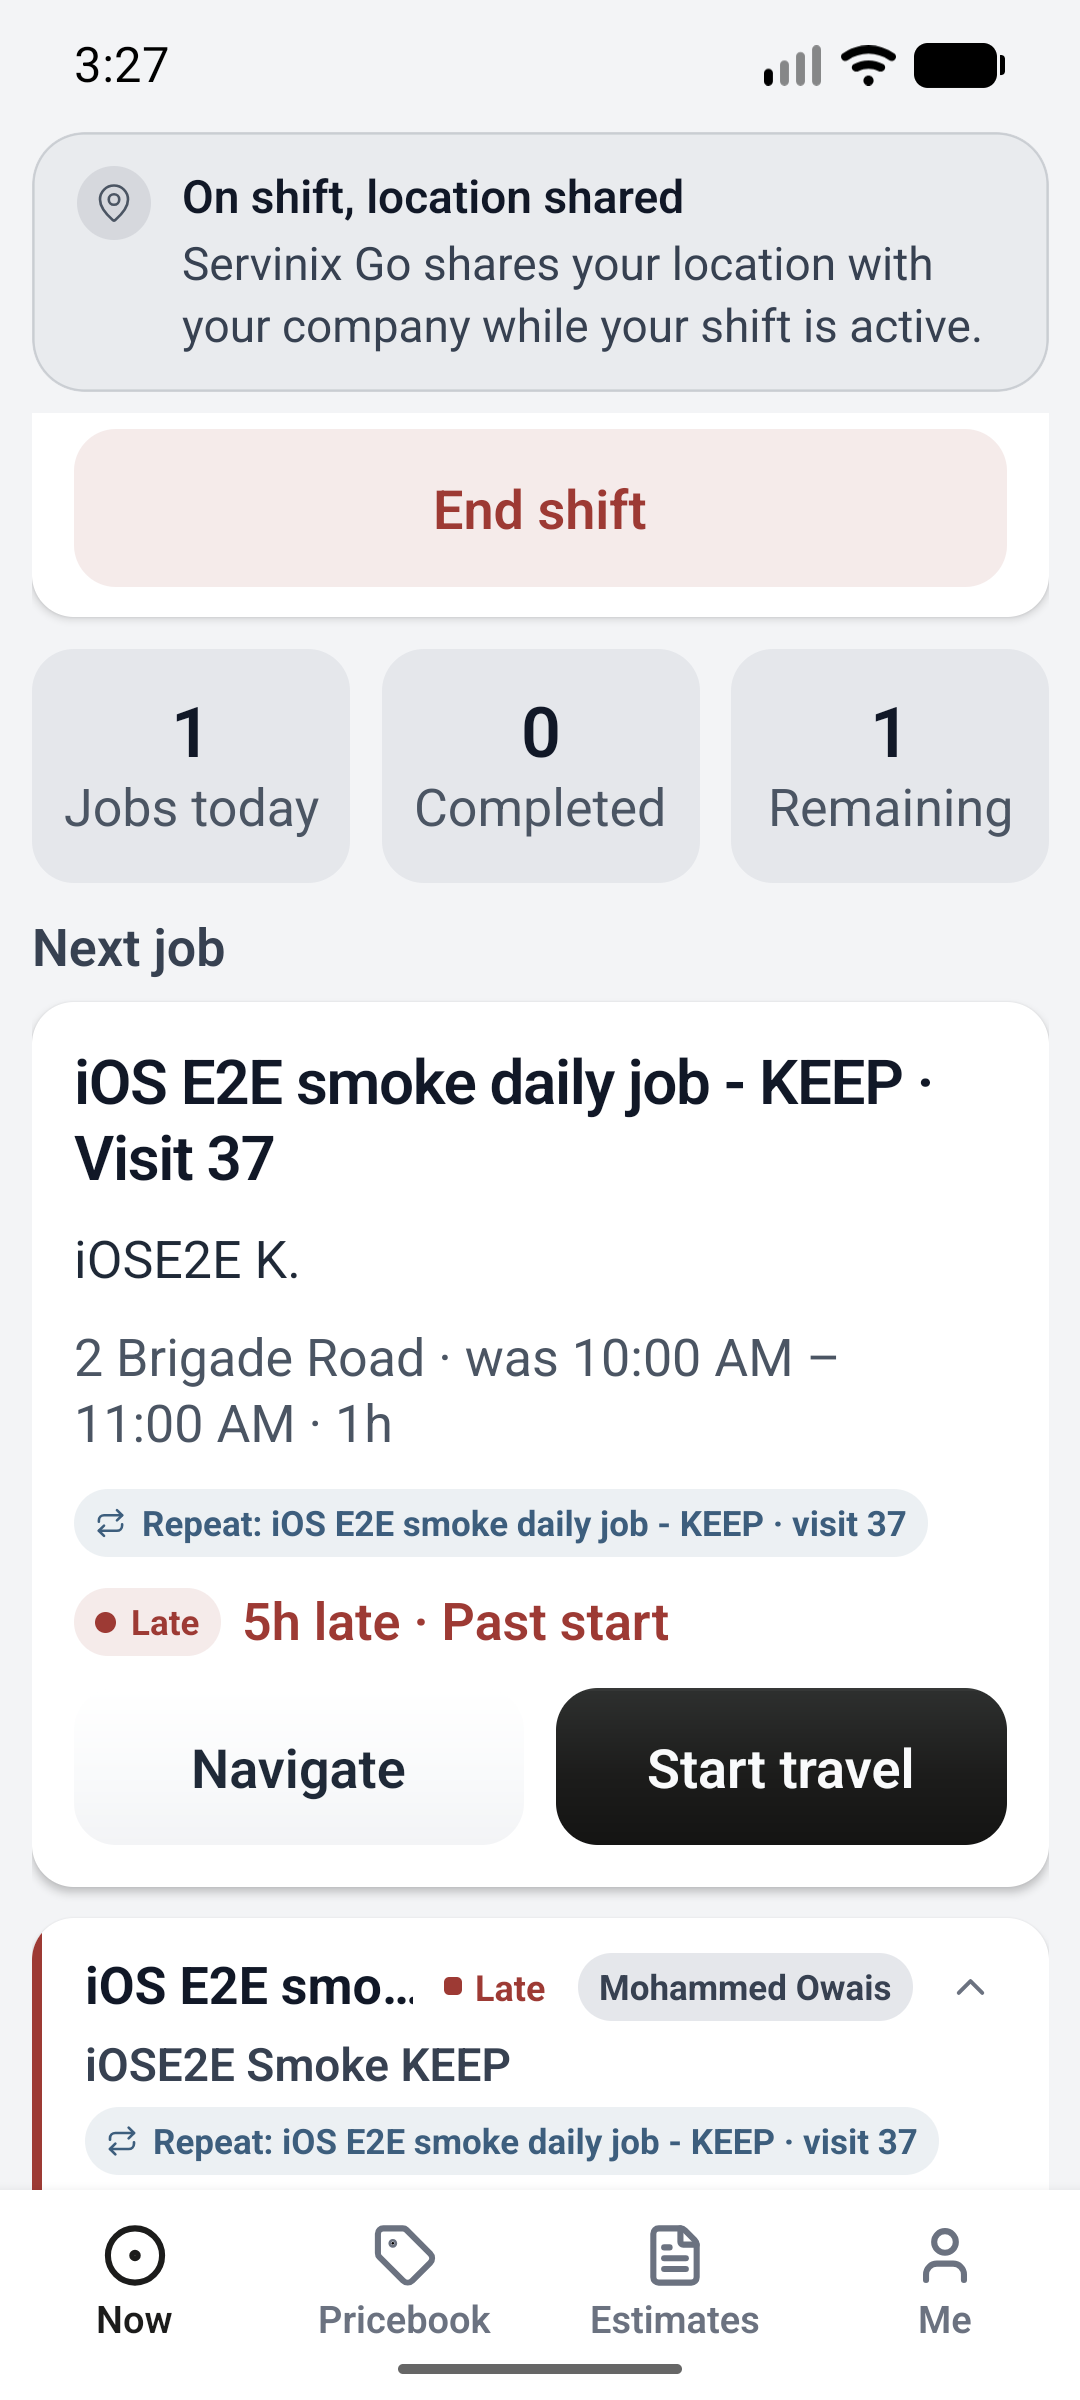 3:27
On shift, location shared
Servinix Go shares your location with
your company while your shift is active.
End shift
1
Jobs today
0
Completed
1
Remaining
Next job
iOS E2E smoke daily job - KEEP ·
Visit 37
iOSE2E K.
2 Brigade Road · was 10:00 AM –
11:00 AM · 1h
Repeat: iOS E2E smoke daily job - KEEP · visit 37
Late
5h late · Past start
Navigate
Start travel
iOS E2E smo...
Late
Mohammed Owais
iOSE2E Smoke KEEP
Repeat: iOS E2E smoke daily job - KEEP · visit 37
Now
Pricebook
Estimates
Me